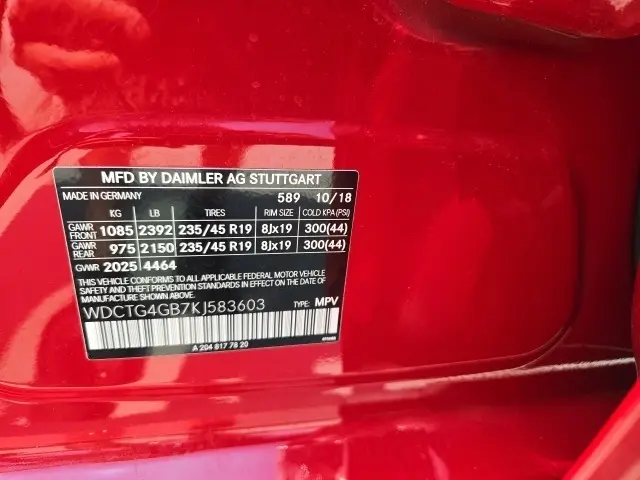 MFD BY DAIMLER AG STUTTGART
MADE IN GERMANY 589 10/18
KG LB TIRES RIM SIZE COLD KPA(PSI)
GAWR FRONT 1085 2392 235/45 R19 8Jx19 300(44)
GAWR REAR 975 2150 235/45 R19 8Jx19 300(44)
GVWR 2025 4464
THIS VEHICLE CONFORMS TO ALL APPLICABLE FEDERAL MOTOR VEHICLE
SAFETY AND THEFT PREVENTION STANDARDS IN EFFECT ON THE DATE OF
MANUFACTURE SHOWN ABOVE.
WDCTG4GB7KJ583603 TYPE: MPV
A 204 817 78 20